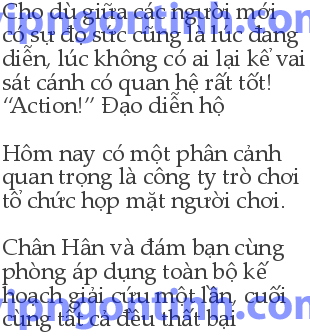 Cho dù giữa các người mới
có sự đọ sức cũng là lúc đang
diễn, lúc không có ai lại kề vai
sát cánh có quan hệ rất tốt!
“Action!” Đạo diễn hô

Hôm nay có một phân cảnh
quan trọng là công ty trò chơi
tổ chức họp mặt người chơi.

Chân Hân và đám bạn cùng
phòng áp dụng toàn bộ kế
hoạch giải cứu một lần, cuối
cùng tất cả đều thất bại
vipngontinh.com